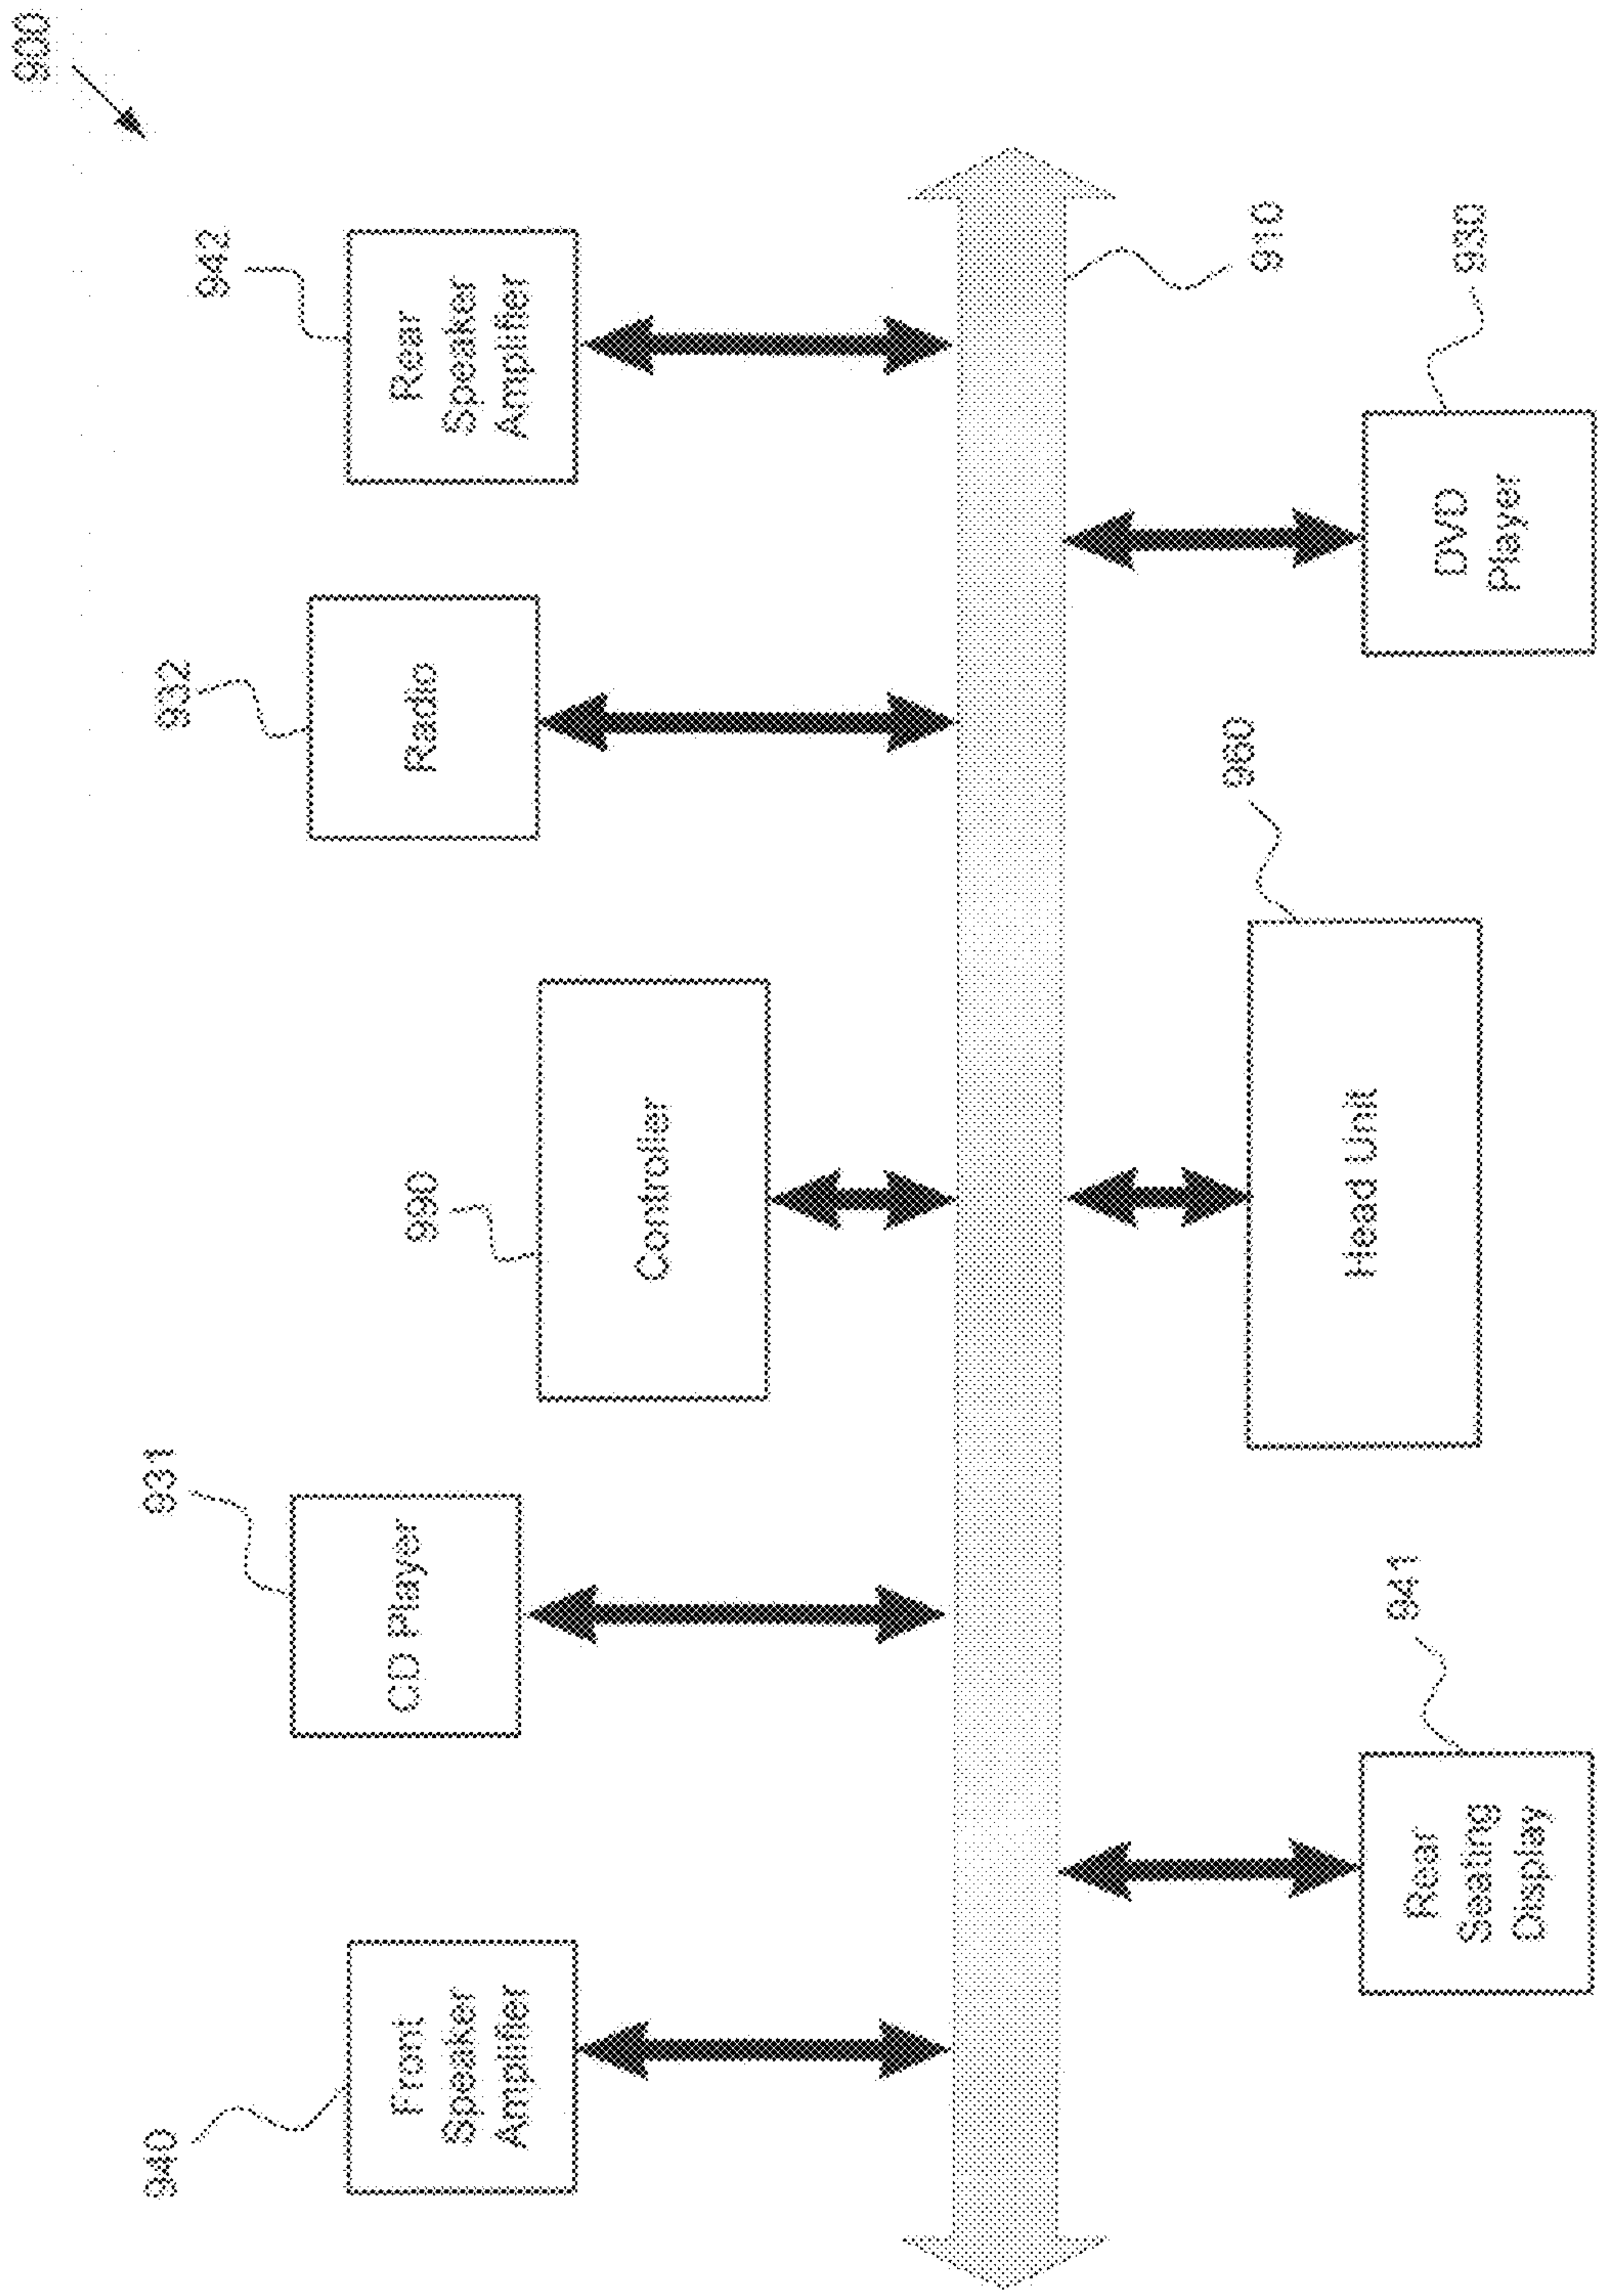 900
940
Front
Speaker
Amplifier
931
CD Player
990
Controller
932
Radio
942
Rear
Speaker
Amplifier
910
941
Rear
Seating
Display
960
Head Unit
930
DVD
Player